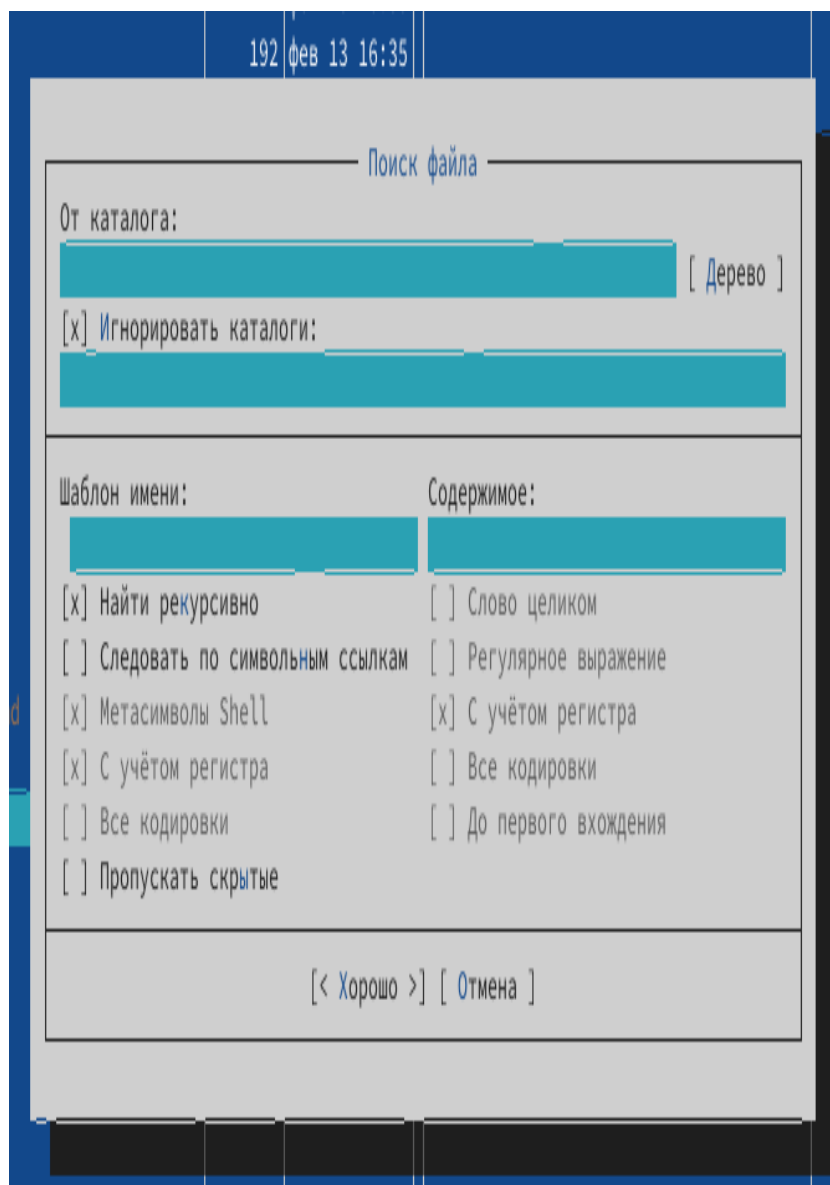 192 фев 13 16:35
Поиск файла
От каталога:
[ Дерево ]
[x] Игнорировать каталоги:
Шаблон имени: Содержимое:
[x] Найти рекурсивно [ ] Слово целиком
[ ] Следовать по символьным ссылкам [ ] Регулярное выражение
[x] Метасимволы Shell [x] С учётом регистра
[x] С учётом регистра [ ] Все кодировки
[ ] Все кодировки [ ] До первого вхождения
[ ] Пропускать скрытые
[< Хорошо >] [ Отмена ]